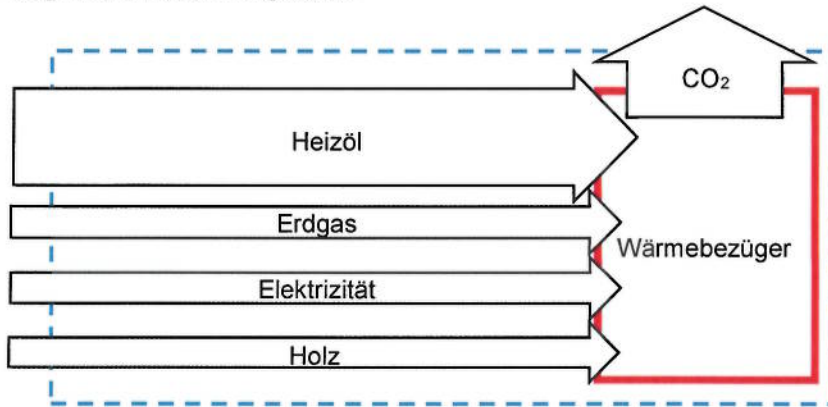 CO₂
Heizöl
Erdgas
Wärmebezüger
Elektrizität
Holz